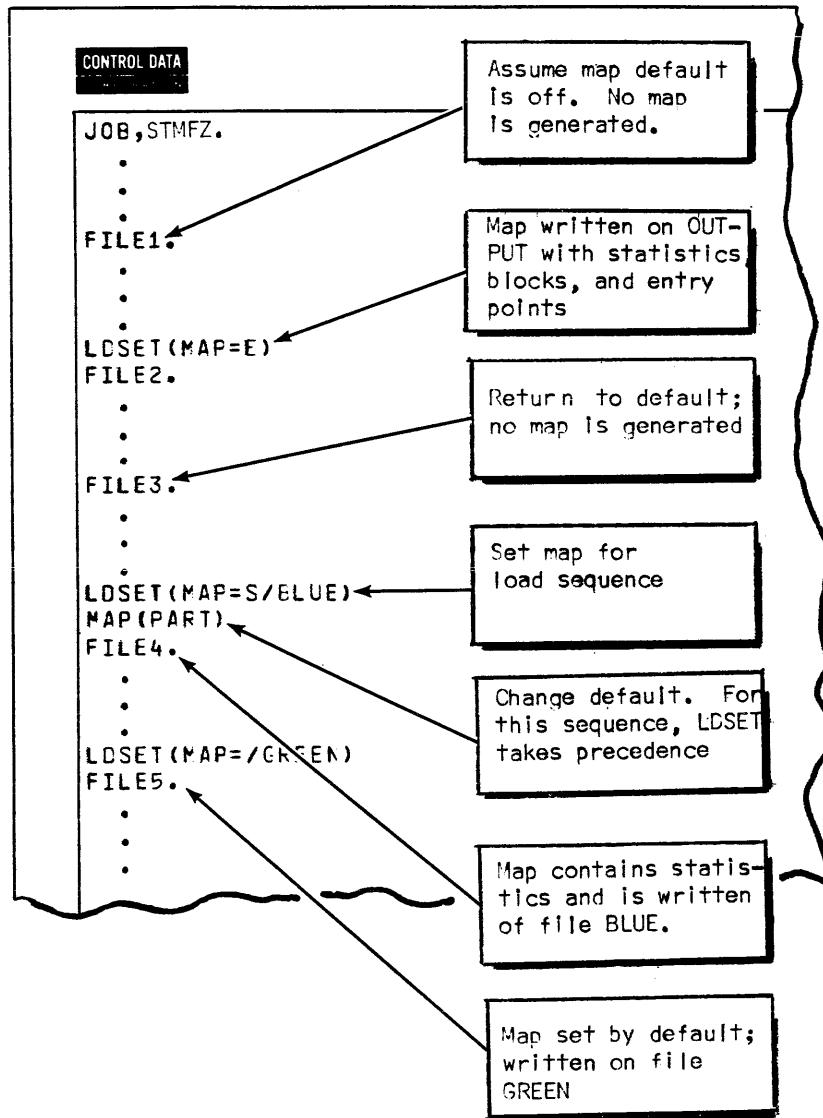 CONTROL DATA
JOB,STMFZ.
FILE1.
LDSET(MAP=E)
FILE2.
FILE3.
LDSET(MAP=S/BLUE)
MAP(PART)
FILE4.
LDSET(MAP=/GREEN)
FILE5.
Assume map default
is off. No map
is generated.
Map written on OUT-
PUT with statistics
blocks, and entry
points
Return to default;
no map is generated
Set map for
load sequence
Change default. For
this sequence, LDSET
takes precedence
Map contains statis-
tics and is written
of file BLUE.
Map set by default;
written on file
GREEN